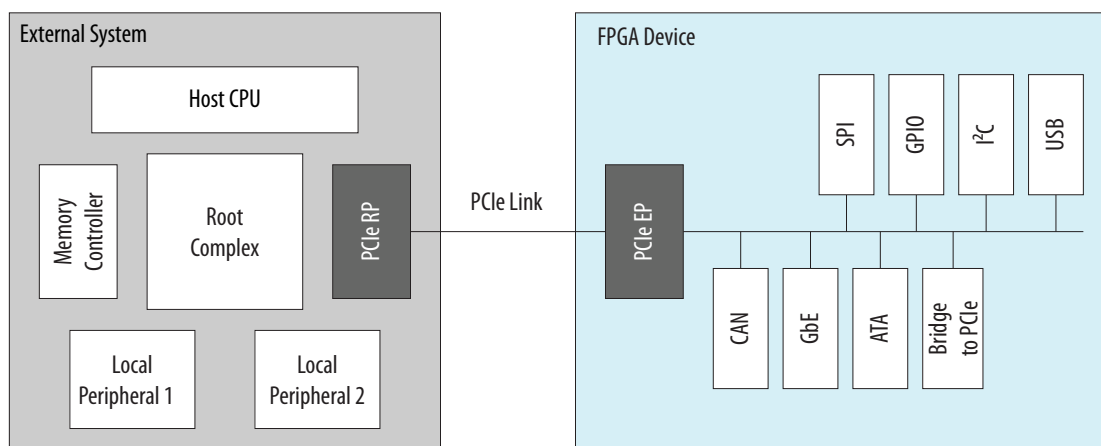 External System
FPGA Device
Host CPU
SPI
GPIO
I²C
USB
Memory
Controller
Root
Complex
PCIe RP
PCIe Link
PCIe EP
CAN
GbE
ATA
Bridge
to PCIe
Local
Peripheral 1
Local
Peripheral 2